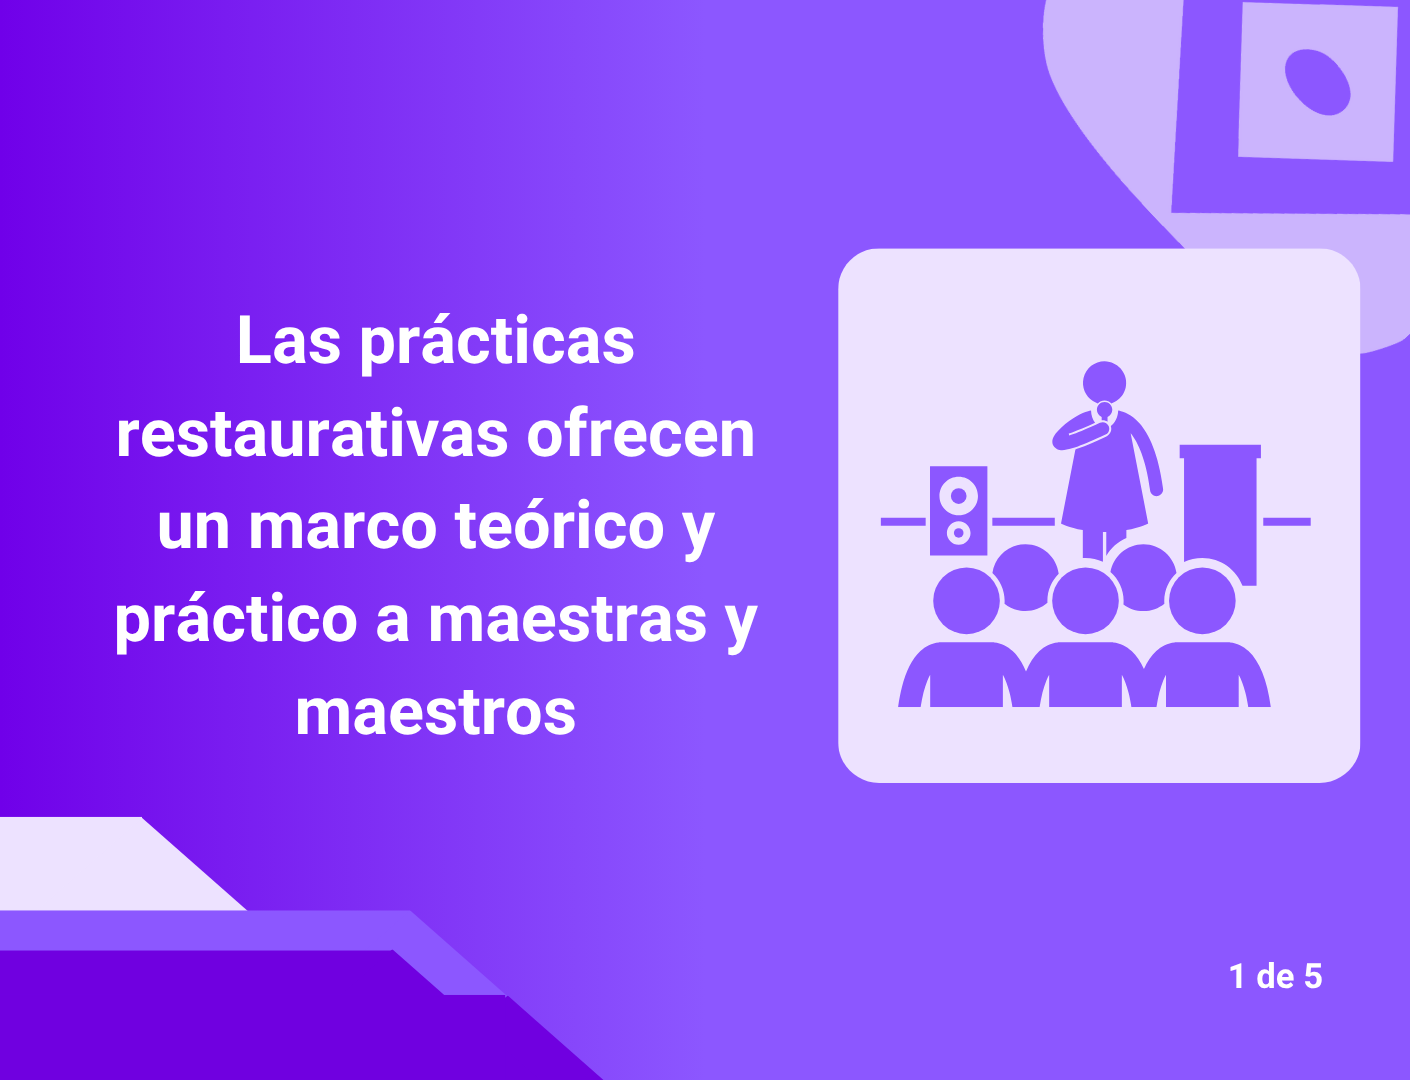 Las prácticas
restaurativas ofrecen
un marco teórico y
práctico a maestras y
maestros
1 de 5